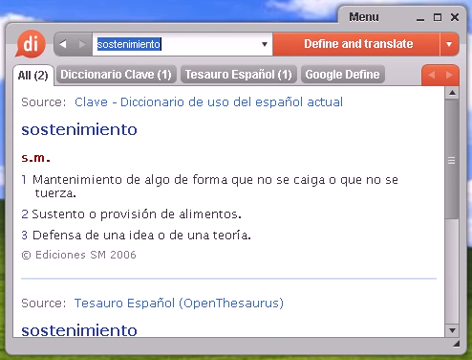 Menu
di
sostenimiento
Define and translate
All (2)
Diccionario Clave (1)
Tesauro Español (1)
Google Define
Source: Clave - Diccionario de uso del español actual
sostenimiento
s.m.
1 Mantenimiento de algo de forma que no se caiga o que no se
tuerza.
2 Sustento o provisión de alimentos.
3 Defensa de una idea o de una teoría.
© Ediciones SM 2006
Source: Tesauro Español (OpenThesaurus)
sostenimiento